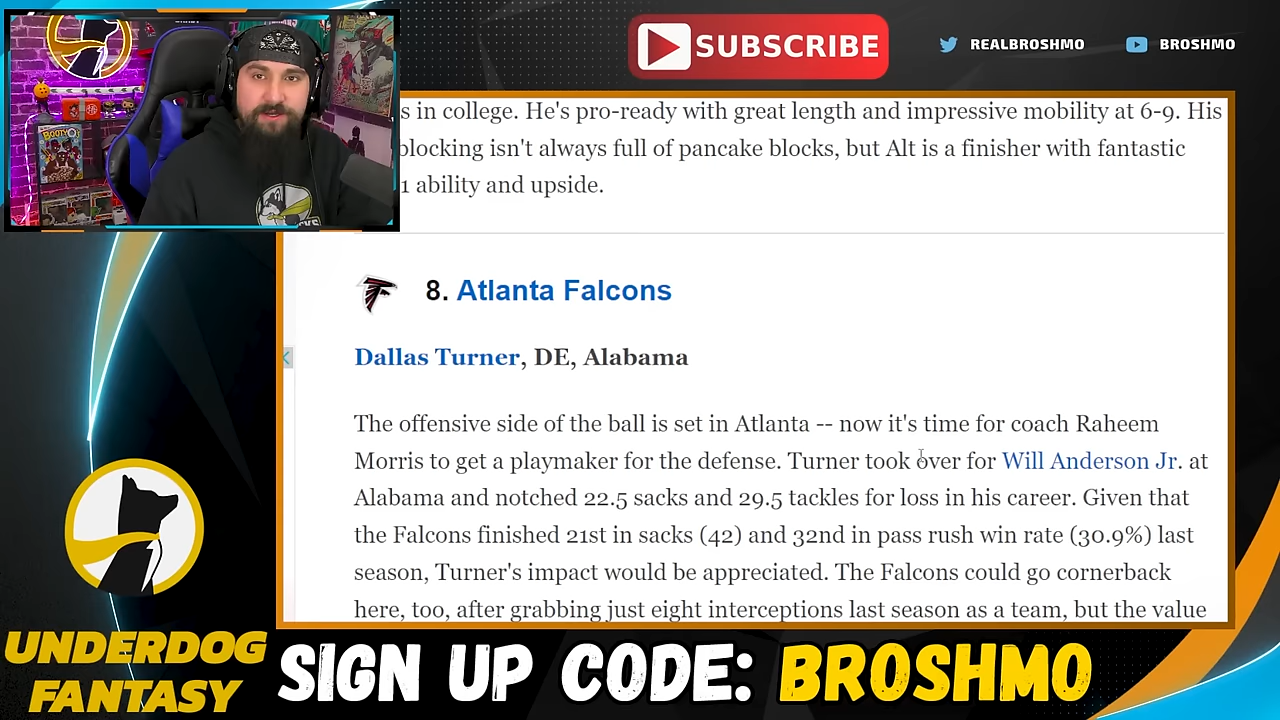 SUBSCRIBE
REALBROSHMO
BROSHMO
s in college. He's pro-ready with great length and impressive mobility at 6-9. His
blocking isn't always full of pancake blocks, but Alt is a finisher with fantastic
1 ability and upside.
8. Atlanta Falcons
Dallas Turner, DE, Alabama
The offensive side of the ball is set in Atlanta -- now it's time for coach Raheem
Morris to get a playmaker for the defense. Turner took over for Will Anderson Jr. at
Alabama and notched 22.5 sacks and 29.5 tackles for loss in his career. Given that
the Falcons finished 21st in sacks (42) and 32nd in pass rush win rate (30.9%) last
season, Turner's impact would be appreciated. The Falcons could go cornerback
here, too, after grabbing just eight interceptions last season as a team, but the value
UNDERDOG
FANTASY
SIGN UP CODE: BROSHMO